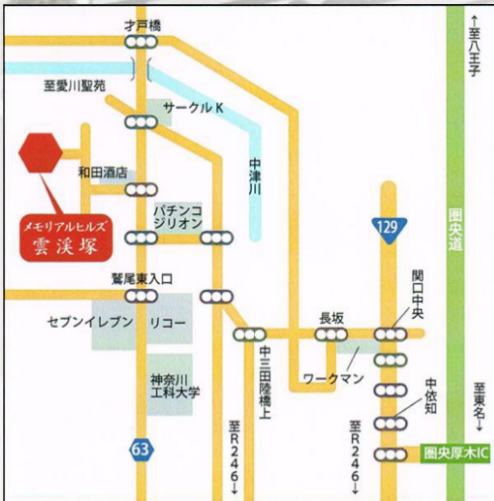 才戸橋
↑至八王子
至愛川聖苑
サークルK
中津川
和田酒店
メモリアルヒルズ
雲渓塚
パチンコ
ジリオン
129
圏央道
鷲尾東入口
セブンイレブン
リコー
長坂
関口中央
中三田陸橋上
ワークマン
神奈川
工科大学
中依知
至東名↓
63
至R246↓
至R246↓
圏央厚木IC